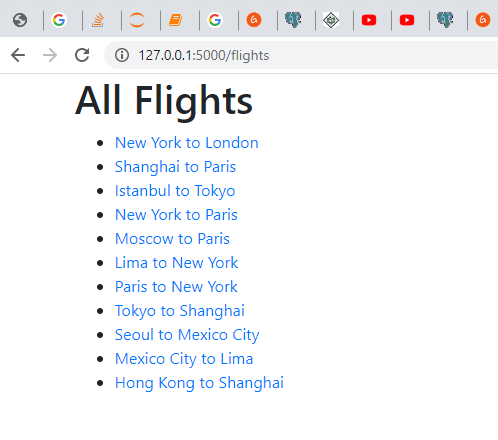 127.0.0.1:5000/flights
All Flights
New York to London
Shanghai to Paris
Istanbul to Tokyo
New York to Paris
Moscow to Paris
Lima to New York
Paris to New York
Tokyo to Shanghai
Seoul to Mexico City
Mexico City to Lima
Hong Kong to Shanghai